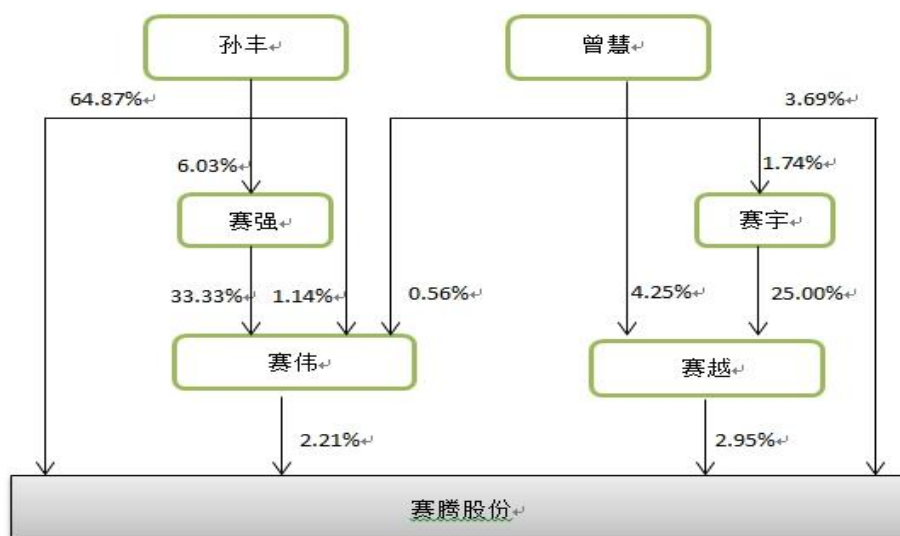 孙丰
曾慧
64.87%
3.69%
6.03%
1.74%
赛强
赛宇
33.33%
1.14%
0.56%
4.25%
25.00%
赛伟
赛越
2.21%
2.95%
赛腾股份